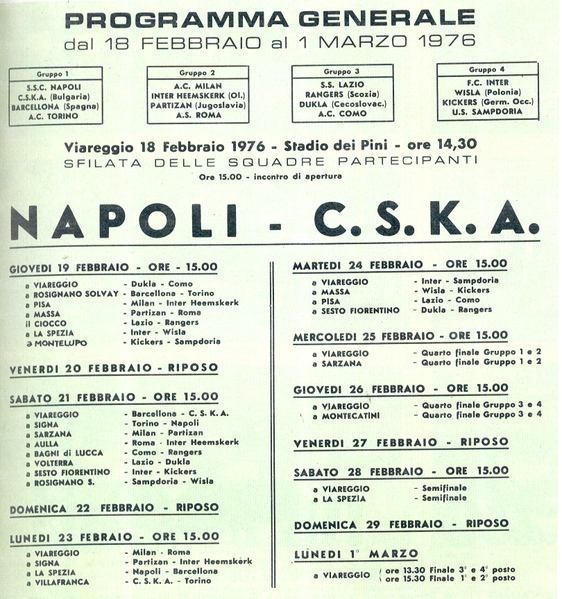 PROGRAMMA GENERALE
dal 18 FEBBRAIO al 1 MARZO 1976
Gruppo 1
S.S.C. NAPOLI
C.S.K.A. (Bulgaria)
BARCELLONA (Spagna)
A.C. TORINO
Gruppo 2
A.C. MILAN
INTER HEEMSKERK (Ol.)
PARTIZAN (Jugoslavia)
A.S. ROMA
Gruppo 3
S.S. LAZIO
RANGERS (Scozia)
DUKLA (Cecoslovac.)
A.C. COMO
Gruppo 4
F.C. INTER
WISLA (Polonia)
KICKERS (Germ. Occ.)
U.S. SAMPDORIA
Viareggio 18 Febbraio 1976 - Stadio dei Pini - ore 14,30
SFILATA DELLE SQUADRE PARTECIPANTI
Ore 15.00 - incontro di apertura
NAPOLI - C.S.K.A.
GIOVEDI 19 FEBBRAIO - ORE - 15.00
a VIAREGGIO - Dukla - Como
a ROSIGNANO SOLVAY - Barcellona - Torino
a PISA - Milan - Inter Heemskerk
a MASSA - Partizan - Roma
il CIOCCO - Lazio - Rangers
a LA SPEZIA - Inter - Wisla
a MONTELUPO - Kickers - Sampdoria
VENERDI 20 FEBBRAIO - RIPOSO
SABATO 21 FEBBRAIO - ORE 15.00
a VIAREGGIO - Barcellona - C.S.K.A.
a SIGNA - Torino - Napoli
a SARZANA - Milan - Partizan
a AULLA - Roma - Inter Heemskerk
a BAGNI di LUCCA - Como - Rangers
a VOLTERRA - Lazio - Dukla
a SESTO FIORENTINO - Inter - Kickers
a ROSIGNANO S. - Sampdoria - Wisla
DOMENICA 22 FEBBRAIO - RIPOSO
LUNEDI 23 FEBRAIO - ORE 15.00
a VIAREGGIO - Milan - Roma
a SIGNA - Partizan - Inter Heemskerk
a LA SPEZIA - Napoli - Barcellona
a VILLAFRANCA - C.S.K.A. - Torino
MARTEDI 24 FEBBRAIO - ORE 15.00
a VIAREGGIO - Inter - Sampdoria
a MASSA - Wisla - Kickers
a PISA - Lazio - Como
a SESTO FIORENTINO - Dukla - Rangers
MERCOLEDI 25 FEBBRAIO - ORE 15.00
a VIAREGGIO - Quarto finale Gruppo 1 e 2
a SARZANA - Quarto finale Gruppo 1 e 2
GIOVEDI 26 FEBBRAIO - ORE 15.00
a VIAREGGIO - Quarto finale Gruppo 3 e 4
a MONTECATINI - Quarto finale Gruppo 3 e 4
VENERDI 27 FEBBRAIO - RIPOSO
SABATO 28 FEBBRAIO - ORE 15.00
a VIAREGGIO - Semifinale
a LA SPEZIA - Semifinale
DOMENICA 29 FEBBRAIO - RIPOSO
LUNEDI 1° MARZO
a VIAREGGIO ( ore 13.30 Finale 3° e 4° posto
ore 15.30 Finale 1° e 2° posto